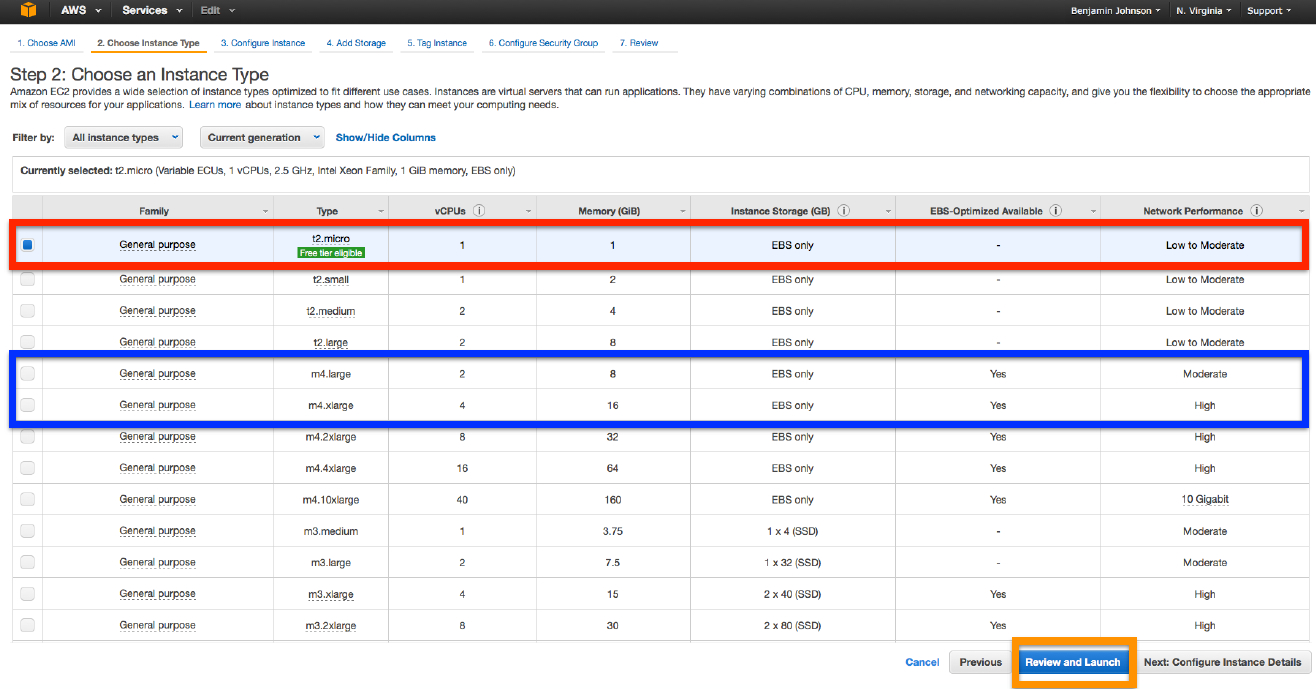 AWS Services Edit Benjamin Johnson N. Virginia Support
1. Choose AMI 2. Choose Instance Type 3. Configure Instance 4. Add Storage 5. Tag Instance 6. Configure Security Group 7. Review
Step 2: Choose an Instance Type
Amazon EC2 provides a wide selection of instance types optimized to fit different use cases. Instances are virtual servers that can run applications. They have varying combinations of CPU, memory, storage, and networking capacity, and give you the flexibility to choose the appropriate
mix of resources for your applications. Learn more about instance types and how they can meet your computing needs.
Filter by: All instance types Current generation Show/Hide Columns
Currently selected: t2.micro (Variable ECUs, 1 vCPUs, 2.5 GHz, Intel Xeon Family, 1 GiB memory, EBS only)
Family Type vCPUs i Memory (GiB) Instance Storage (GB) i EBS-Optimized Available i Network Performance i
General purpose t2.micro 1 1 EBS only - Low to Moderate
Free tier eligible
General purpose t2.small 1 2 EBS only - Low to Moderate
General purpose t2.medium 2 4 EBS only - Low to Moderate
General purpose t2.large 2 8 EBS only - Low to Moderate
General purpose m4.large 2 8 EBS only Yes Moderate
General purpose m4.xlarge 4 16 EBS only Yes High
General purpose m4.2xlarge 8 32 EBS only Yes High
General purpose m4.4xlarge 16 64 EBS only Yes High
General purpose m4.10xlarge 40 160 EBS only Yes 10 Gigabit
General purpose m3.medium 1 3.75 1 x 4 (SSD) - Moderate
General purpose m3.large 2 7.5 1 x 32 (SSD) - Moderate
General purpose m3.xlarge 4 15 2 x 40 (SSD) Yes High
General purpose m3.2xlarge 8 30 2 x 80 (SSD) Yes High
Cancel Previous Review and Launch Next: Configure Instance Details